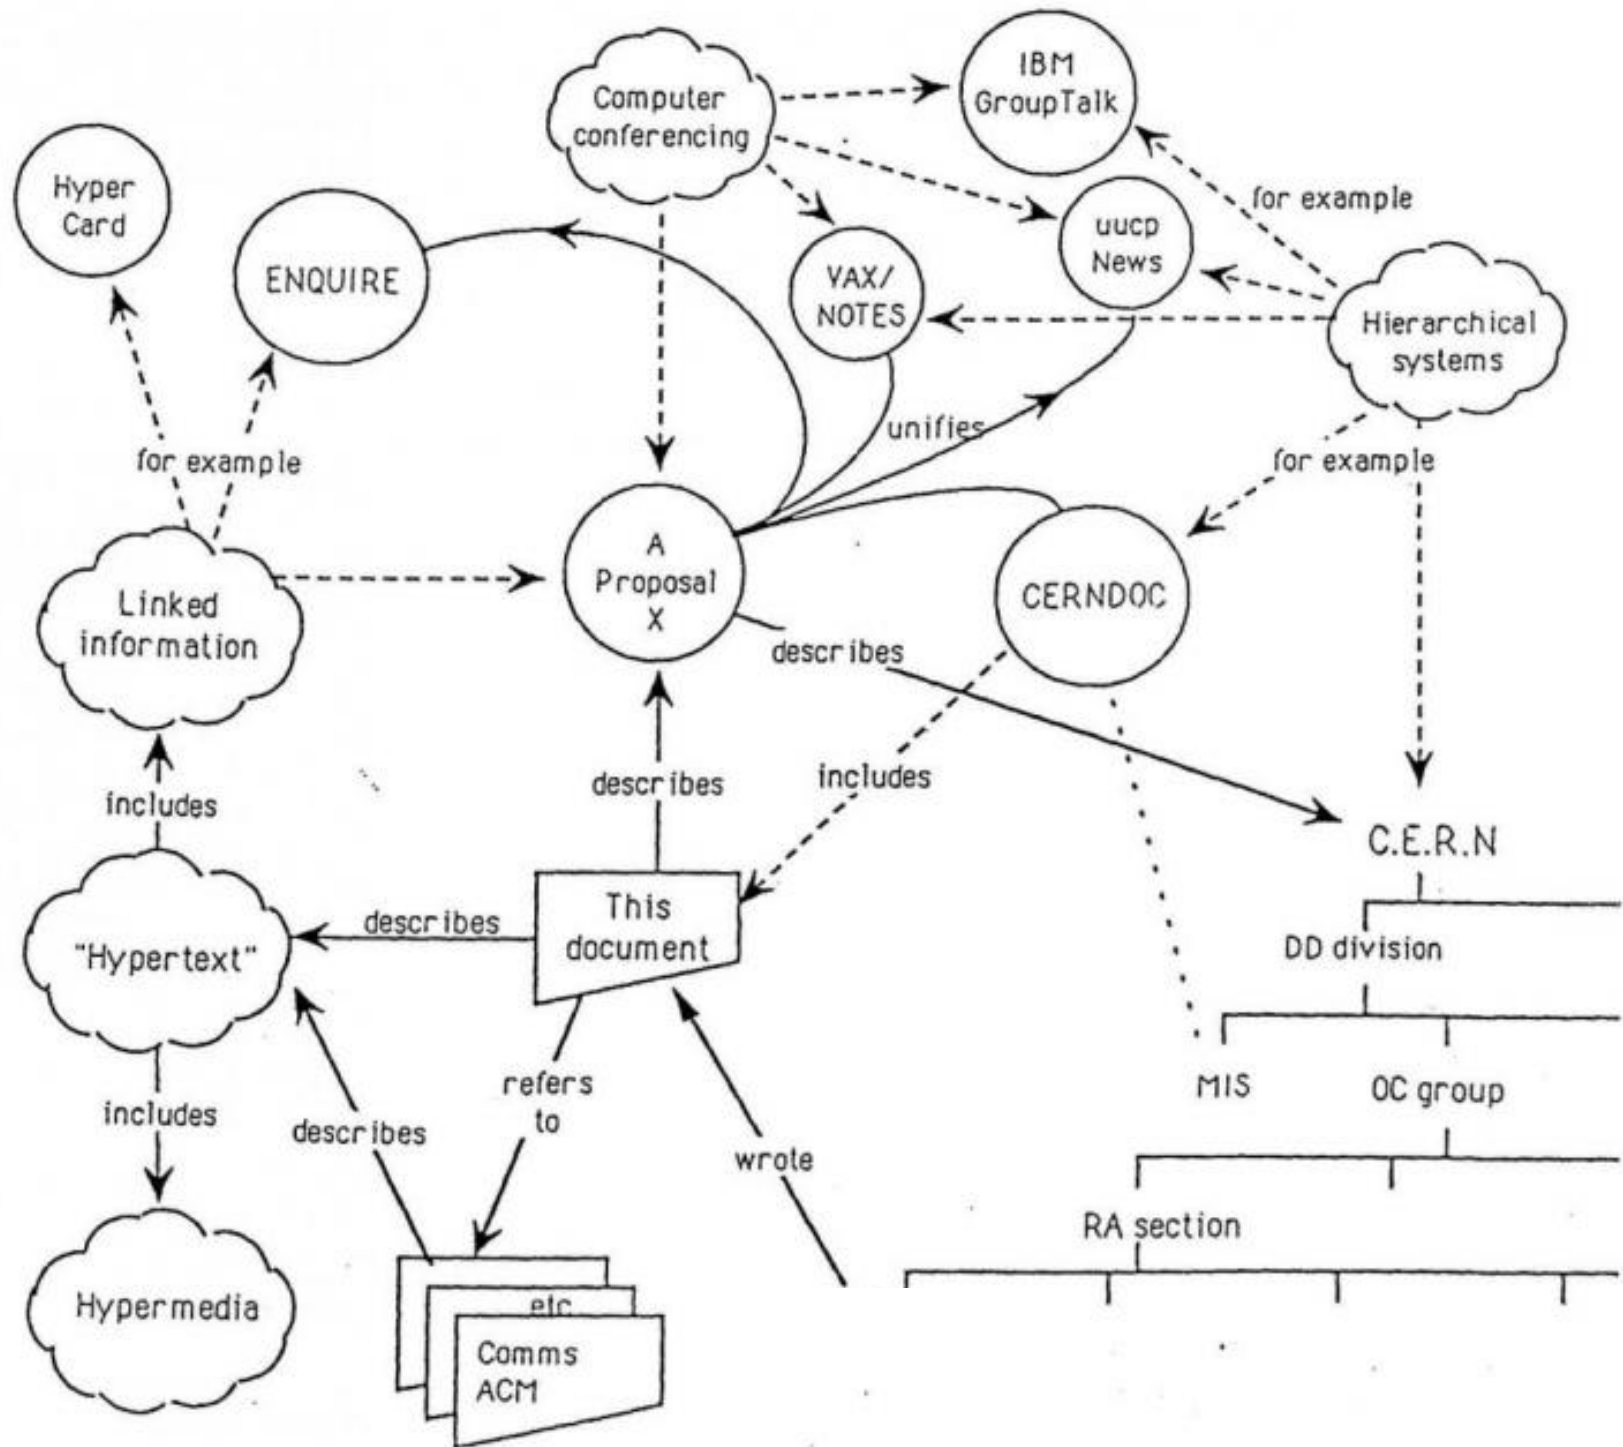 IBM
GroupTalk
Computer
conferencing
Hyper
Card
for example
uucp
News
ENQUIRE
VAX/
NOTES
Hierarchical
systems
unifies
for example
for example
A
Proposal
X
CERNDOC
Linked
information
describes
includes
describes
includes
C.E.R.N
This
document
describes
DD division
"Hypertext"
refers
to
MIS
OC group
includes
describes
wrote
RA section
Hypermedia
etc
Comms
ACM